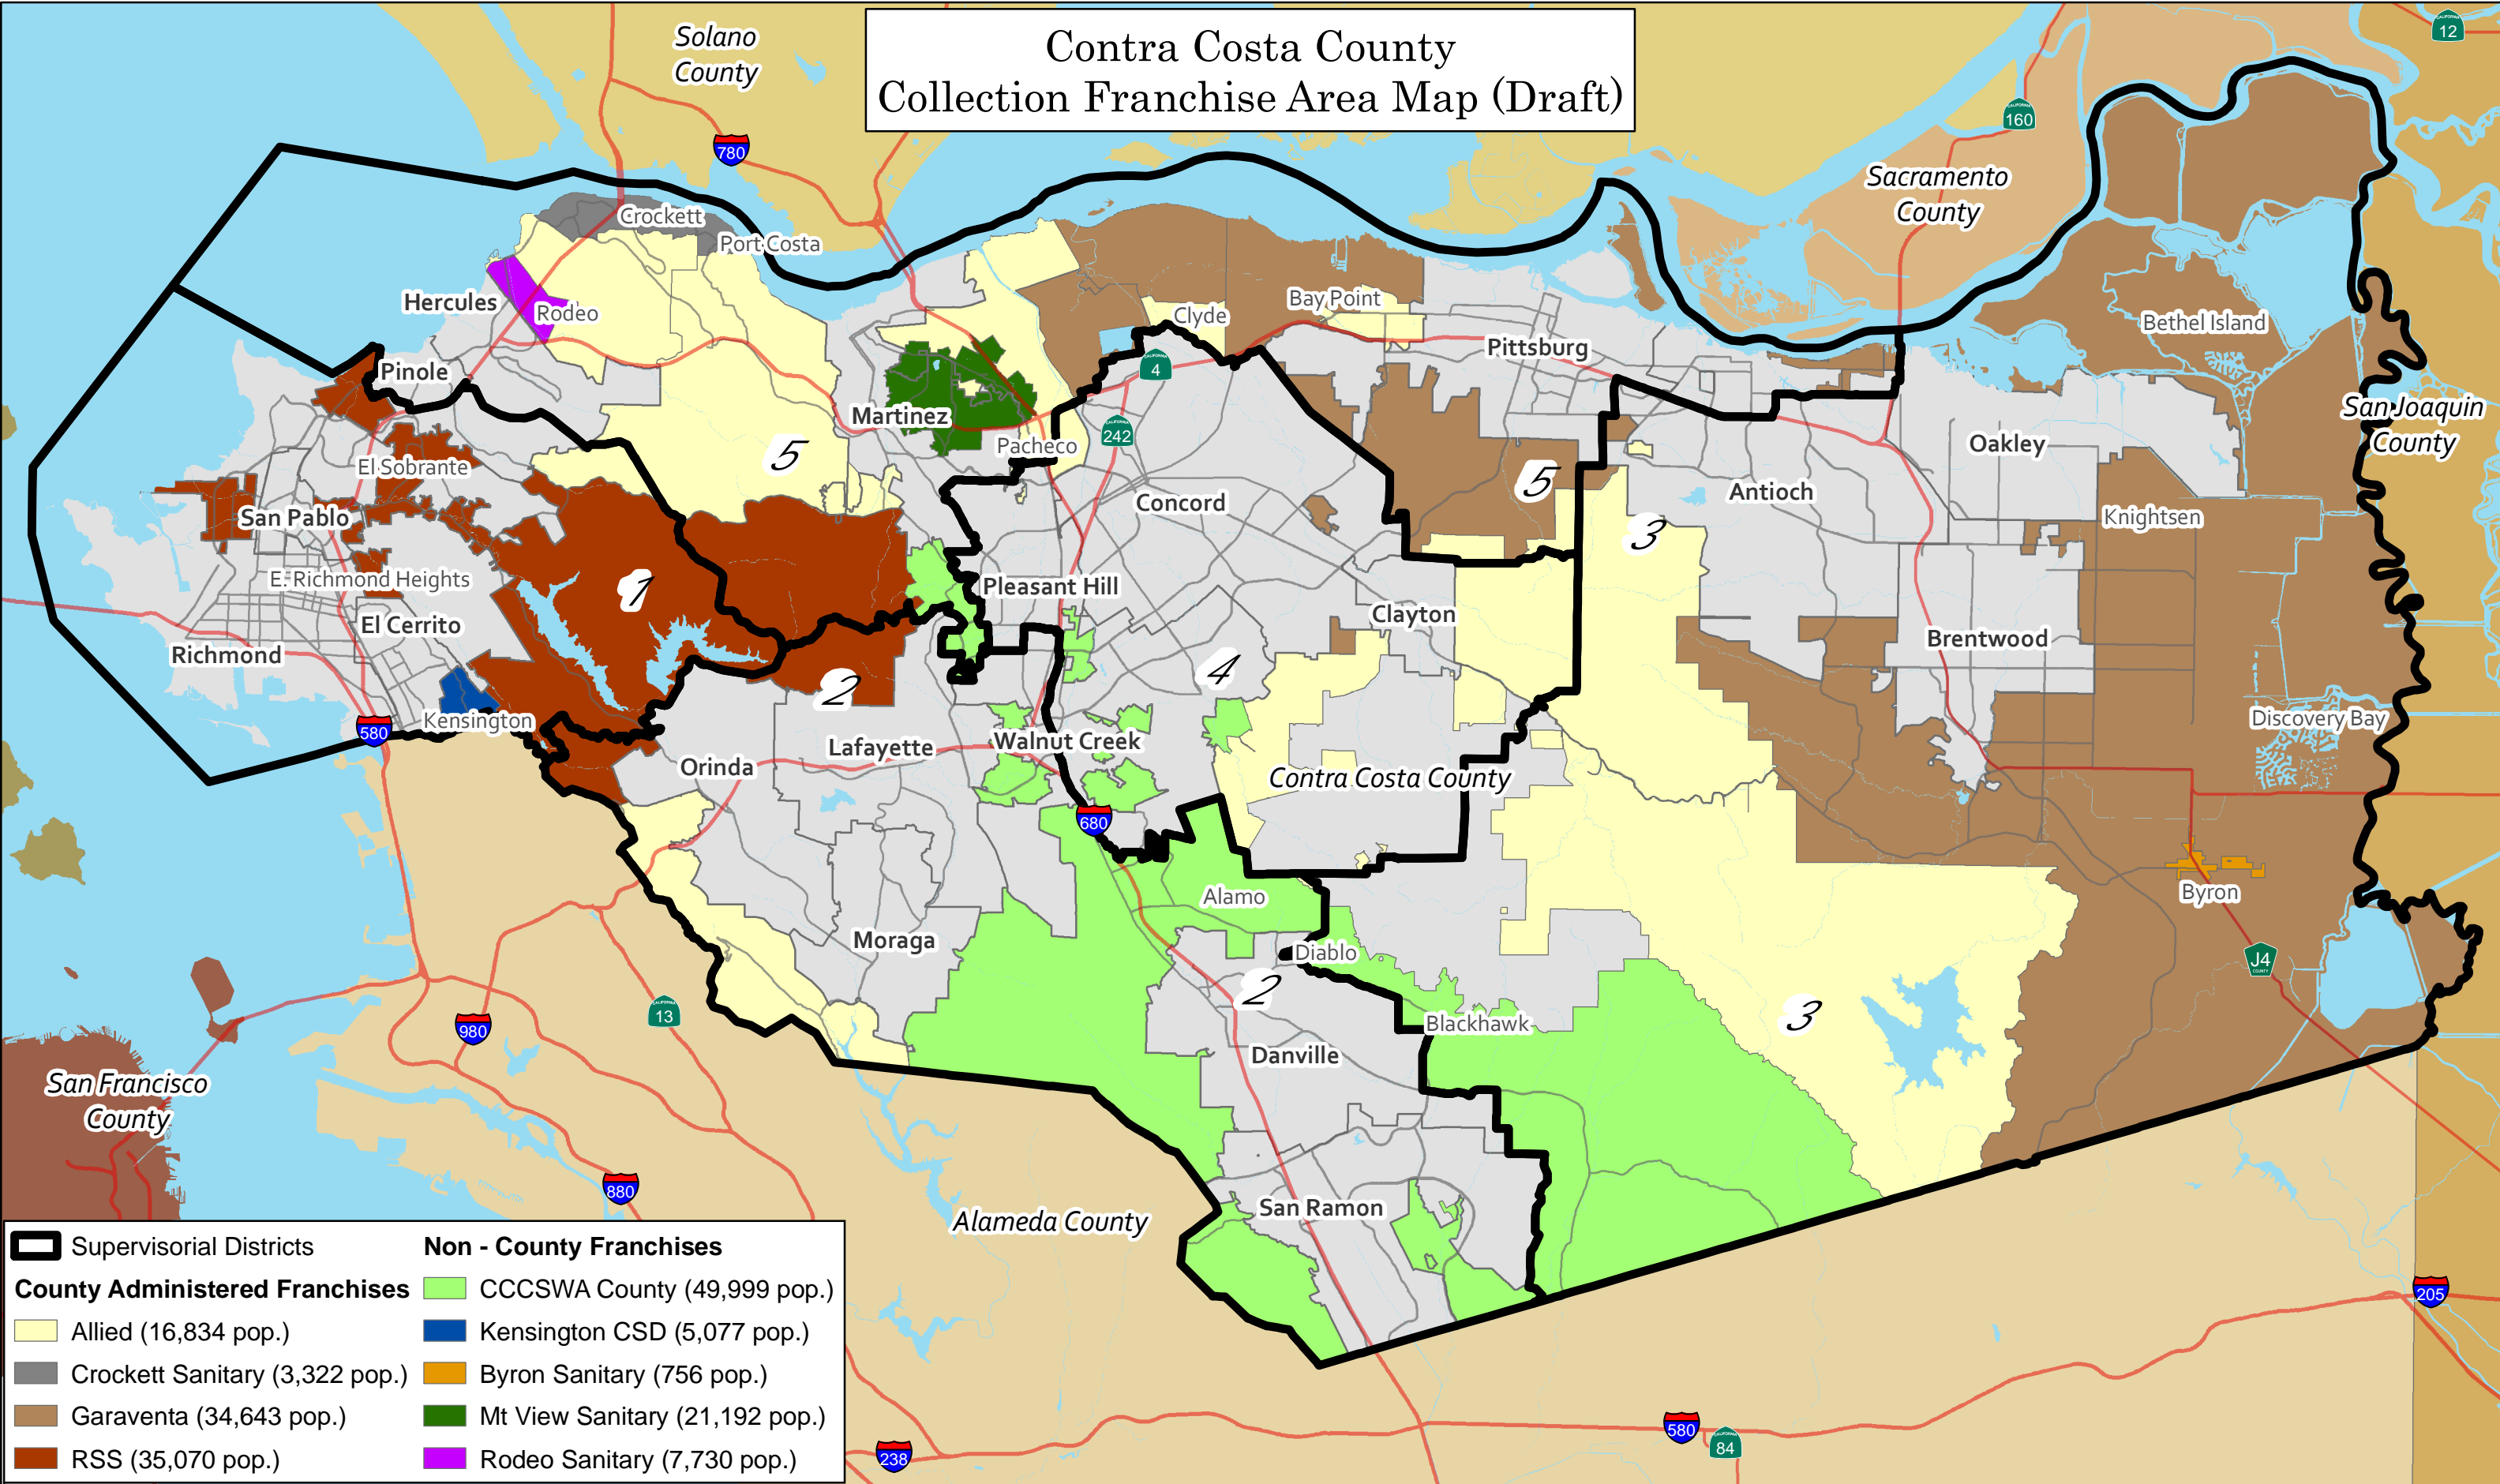 Contra Costa County
Collection Franchise Area Map (Draft)
Solano
County
12
780
160
Sacramento
County
Crockett
Port Costa
Hercules
Rodeo
Clyde
Bay Point
Bethel Island
Pittsburg
Pinole
4
Martinez
242
Pacheco
San Joaquin
County
Oakley
5
El Sobrante
5
Antioch
Concord
San Pablo
3
Knightsen
E. Richmond Heights
1
Pleasant Hill
El Cerrito
Clayton
Brentwood
Richmond
4
2
Kensington
580
Discovery Bay
Orinda
Lafayette
Walnut Creek
Contra Costa County
680
Alamo
Byron
Moraga
Diablo
J4
COUNTY
2
3
CALIFORNIA
13
980
Blackhawk
Danville
San Francisco
County
880
San Ramon
Alameda County
205
580
84
238
Supervisorial Districts
County Administered Franchises
Allied (16,834 pop.)
Crockett Sanitary (3,322 pop.)
Garaventa (34,643 pop.)
RSS (35,070 pop.)
Non - County Franchises
CCCSWA County (49,999 pop.)
Kensington CSD (5,077 pop.)
Byron Sanitary (756 pop.)
Mt View Sanitary (21,192 pop.)
Rodeo Sanitary (7,730 pop.)